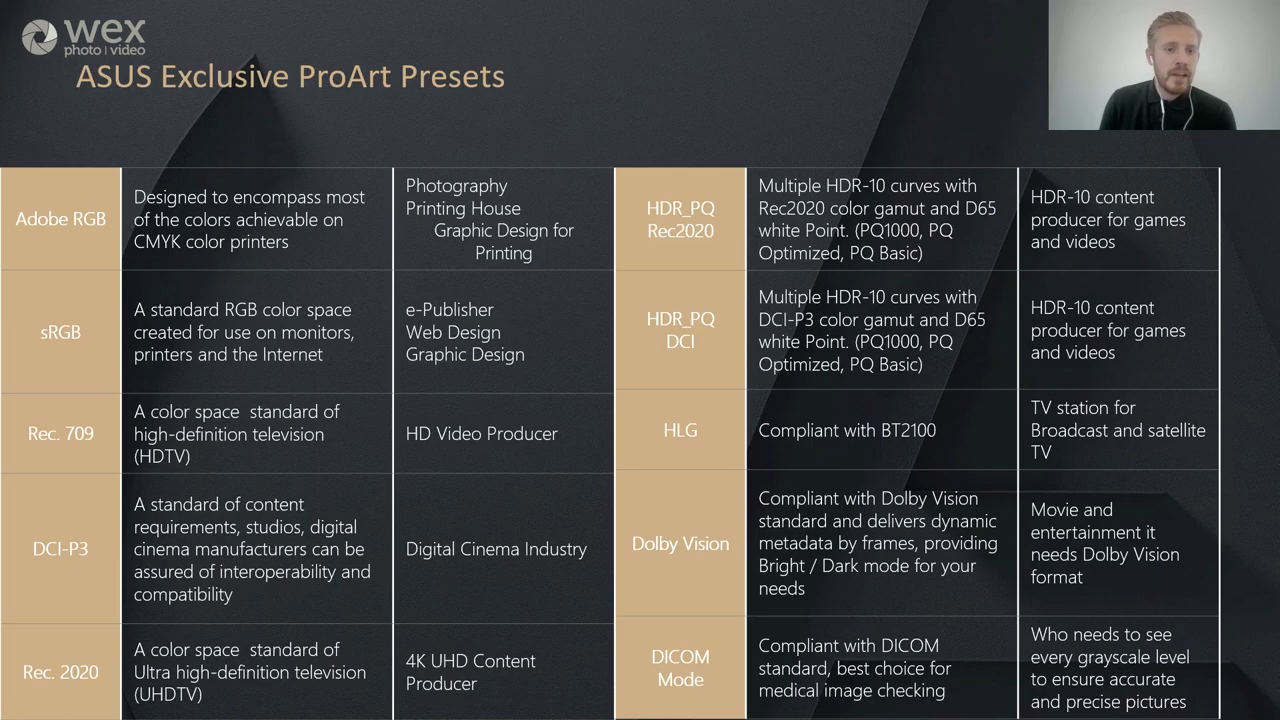 wex
photo | video
ASUS Exclusive ProArt Presets
Adobe RGB
Designed to encompass most
of the colors achievable on
CMYK color printers
Photography
Printing House
Graphic Design for
Printing
sRGB
A standard RGB color space
created for use on monitors,
printers and the Internet
e-Publisher
Web Design
Graphic Design
Rec. 709
A color space  standard of
high-definition television
(HDTV)
HD Video Producer
DCI-P3
A standard of content
requirements, studios, digital
cinema manufacturers can be
assured of interoperability and
compatibility
Digital Cinema Industry
Rec. 2020
A color space  standard of
Ultra high-definition television
(UHDTV)
4K UHD Content
Producer
HDR_PQ
Rec2020
Multiple HDR-10 curves with
Rec2020 color gamut and D65
white Point. (PQ1000, PQ
Optimized, PQ Basic)
HDR-10 content
producer for games
and videos
HDR_PQ
DCI
Multiple HDR-10 curves with
DCI-P3 color gamut and D65
white Point. (PQ1000, PQ
Optimized, PQ Basic)
HDR-10 content
producer for games
and videos
HLG
Compliant with BT2100
TV station for
Broadcast and satellite
TV
Dolby Vision
Compliant with Dolby Vision
standard and delivers dynamic
metadata by frames, providing
Bright / Dark mode for your
needs
Movie and
entertainment it
needs Dolby Vision
format
DICOM
Mode
Compliant with DICOM
standard, best choice for
medical image checking
Who needs to see
every grayscale level
to ensure accurate
and precise pictures